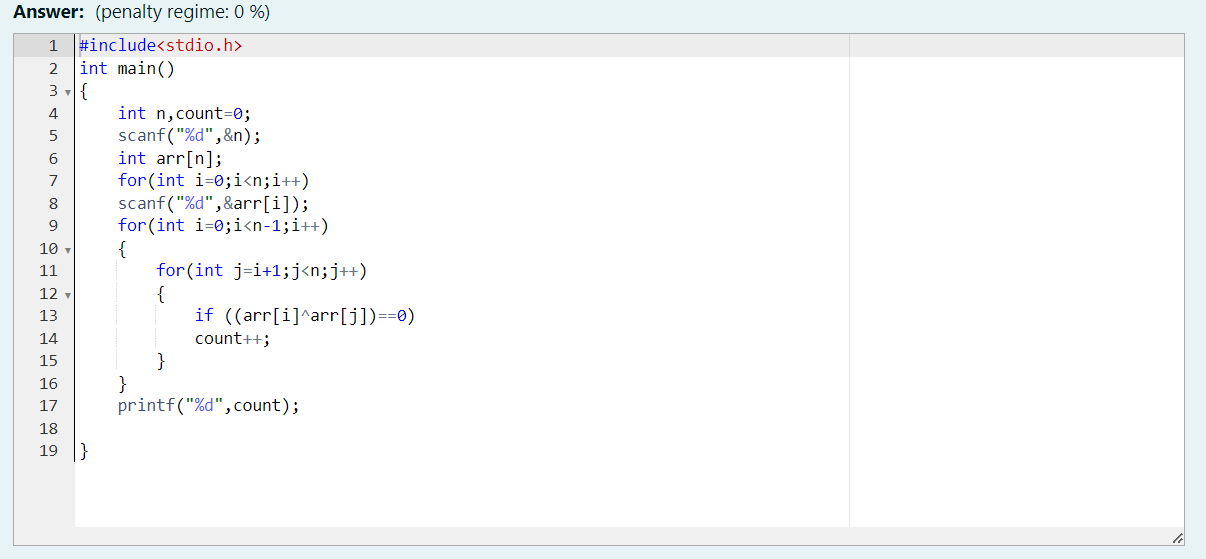 Answer: (penalty regime: 0 %)
1 #include<stdio.h>
2 int main()
3 {
4     int n,count=0;
5     scanf("%d",&n);
6     int arr[n];
7     for(int i=0;i<n;i++)
8     scanf("%d",&arr[i]);
9     for(int i=0;i<n-1;i++)
10     {
11         for(int j=i+1;j<n;j++)
12         {
13             if ((arr[i]^arr[j])==0)
14             count++;
15         }
16     }
17     printf("%d",count);
18
19 }